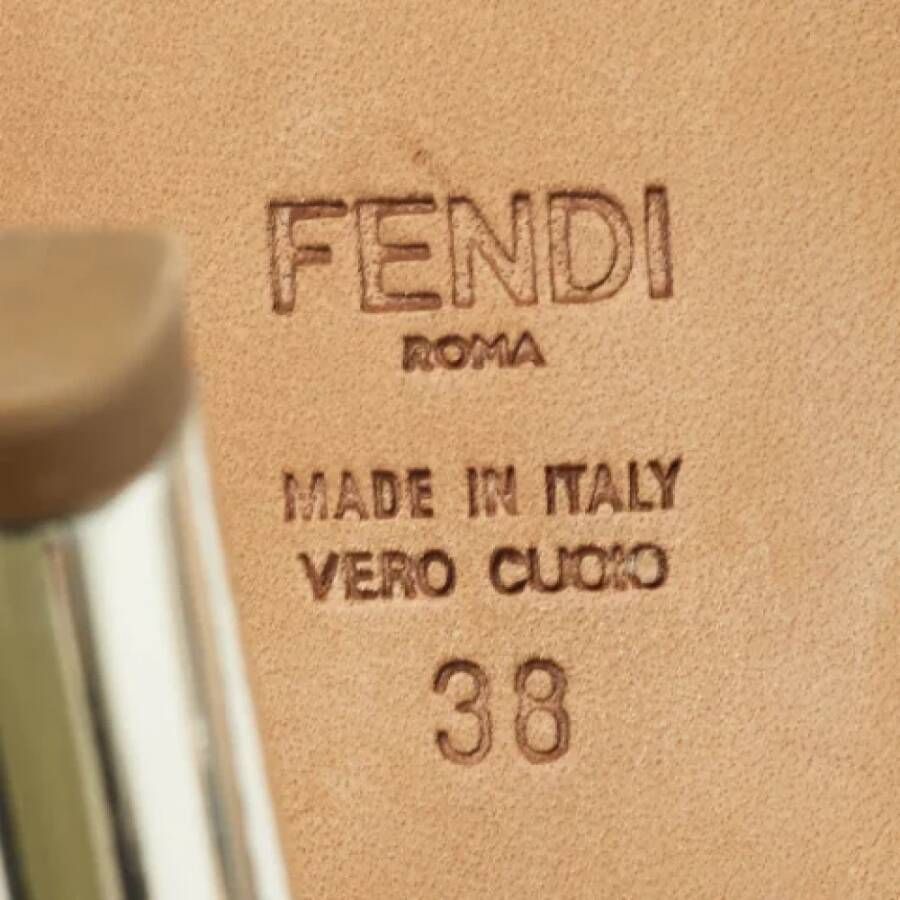 FENDI
ROMA
MADE IN ITALY
VERO CUOIO
38